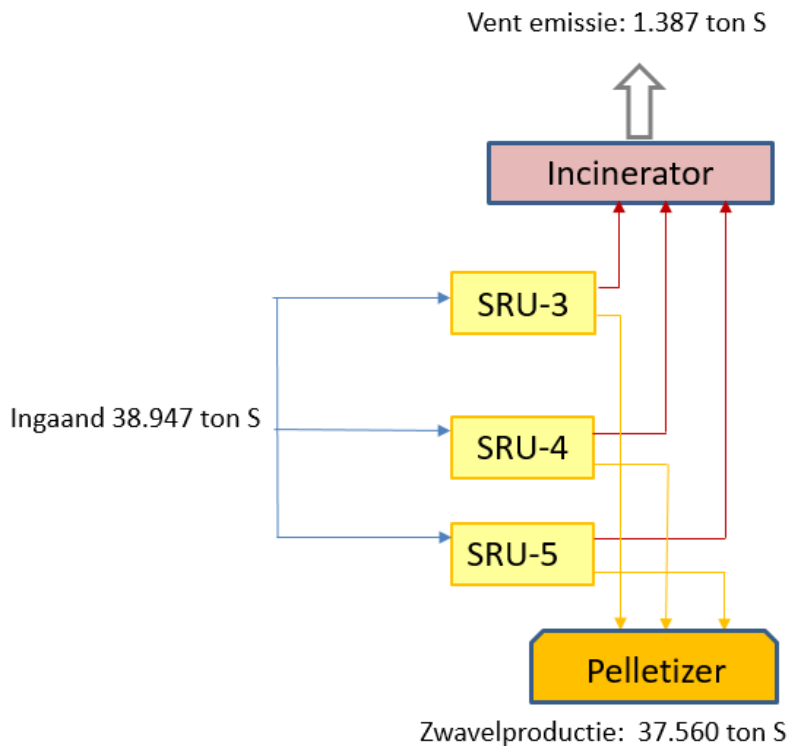 Vent emissie: 1.387 ton S
Incinerator
SRU-3
Ingaand 38.947 ton S
SRU-4
SRU-5
Pelletizer
Zwavelproductie: 37.560 ton S